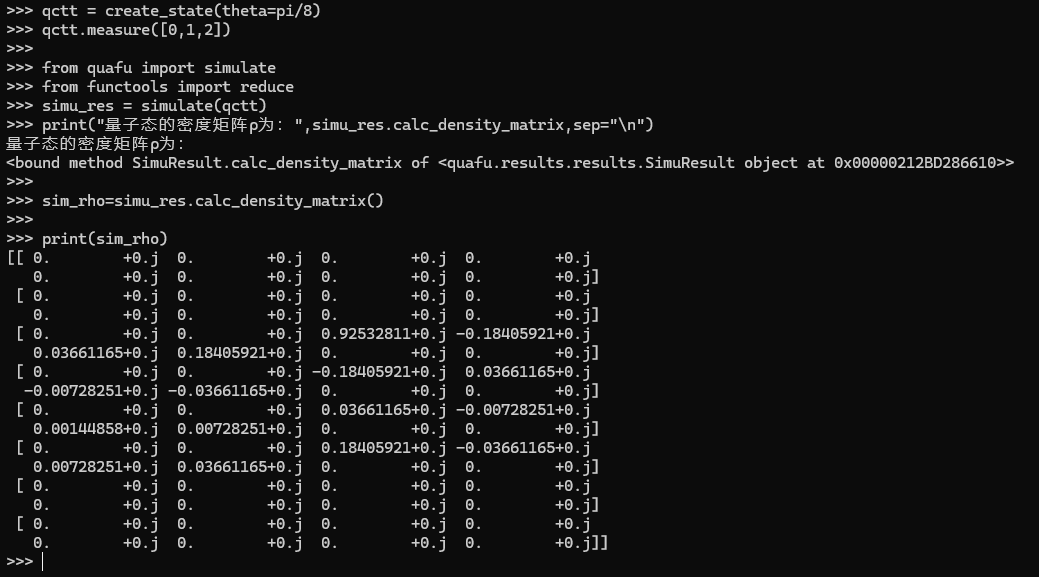 >>> qctt = create_state(theta=pi/8)
>>> qctt.measure([0,1,2])
>>>
>>> from quafu import simulate
>>> from functools import reduce
>>> simu_res = simulate(qctt)
>>> print("量子态的密度矩阵ρ为: ",simu_res.calc_density_matrix,sep="\n")
量子态的密度矩阵ρ为:
<bound method SimuResult.calc_density_matrix of <quafu.results.results.SimuResult object at 0x00000212BD286610>>
>>>
>>> sim_rho=simu_res.calc_density_matrix()
>>>
>>> print(sim_rho)
[[ 0.        +0.j  0.        +0.j  0.        +0.j  0.        +0.j
   0.        +0.j  0.        +0.j  0.        +0.j  0.        +0.j]
 [ 0.        +0.j  0.        +0.j  0.        +0.j  0.        +0.j
   0.        +0.j  0.        +0.j  0.        +0.j  0.        +0.j]
 [ 0.        +0.j  0.        +0.j  0.92532811+0.j -0.18405921+0.j
   0.03661165+0.j  0.18405921+0.j  0.        +0.j  0.        +0.j]
 [ 0.        +0.j  0.        +0.j -0.18405921+0.j  0.03661165+0.j
  -0.00728251+0.j -0.03661165+0.j  0.        +0.j  0.        +0.j]
 [ 0.        +0.j  0.        +0.j  0.03661165+0.j -0.00728251+0.j
   0.00144858+0.j  0.00728251+0.j  0.        +0.j  0.        +0.j]
 [ 0.        +0.j  0.        +0.j  0.18405921+0.j -0.03661165+0.j
   0.00728251+0.j  0.03661165+0.j  0.        +0.j  0.        +0.j]
 [ 0.        +0.j  0.        +0.j  0.        +0.j  0.        +0.j
   0.        +0.j  0.        +0.j  0.        +0.j  0.        +0.j]
 [ 0.        +0.j  0.        +0.j  0.        +0.j  0.        +0.j
   0.        +0.j  0.        +0.j  0.        +0.j  0.        +0.j]]
>>>